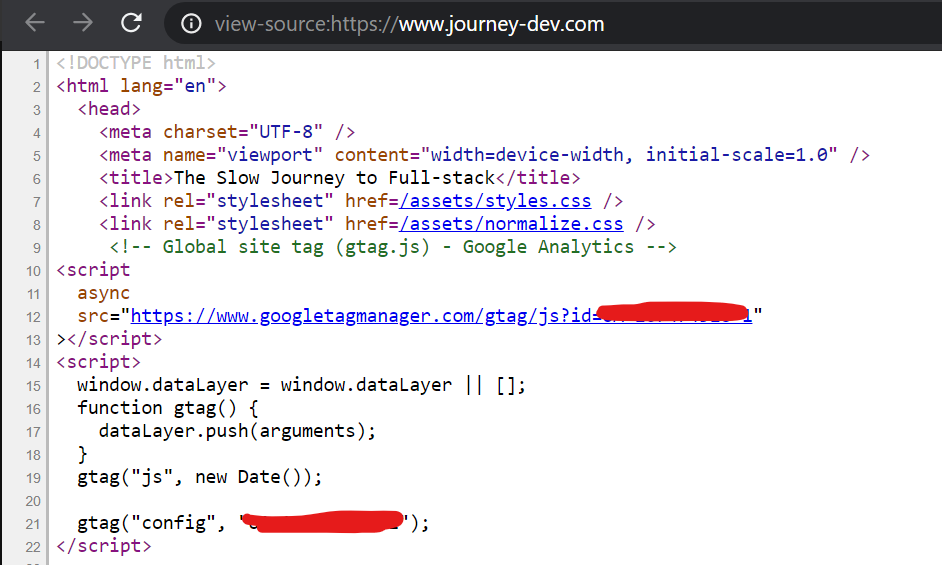 view-source:https://www.journey-dev.com
1 <!DOCTYPE html>
2 <html lang="en">
3 <head>
4 <meta charset="UTF-8" />
5 <meta name="viewport" content="width=device-width, initial-scale=1.0" />
6 <title>The Slow Journey to Full-stack</title>
7 <link rel="stylesheet" href=/assets/styles.css />
8 <link rel="stylesheet" href=/assets/normalize.css />
9 <!-- Global site tag (gtag.js) - Google Analytics -->
10 <script
11 async
12 src="https://www.googletagmanager.com/gtag/js?id=1"
13 ></script>
14 <script>
15 window.dataLayer = window.dataLayer || [];
16 function gtag() {
17 dataLayer.push(arguments);
18 }
19 gtag("js", new Date());
20
21 gtag("config", ");
22 </script>